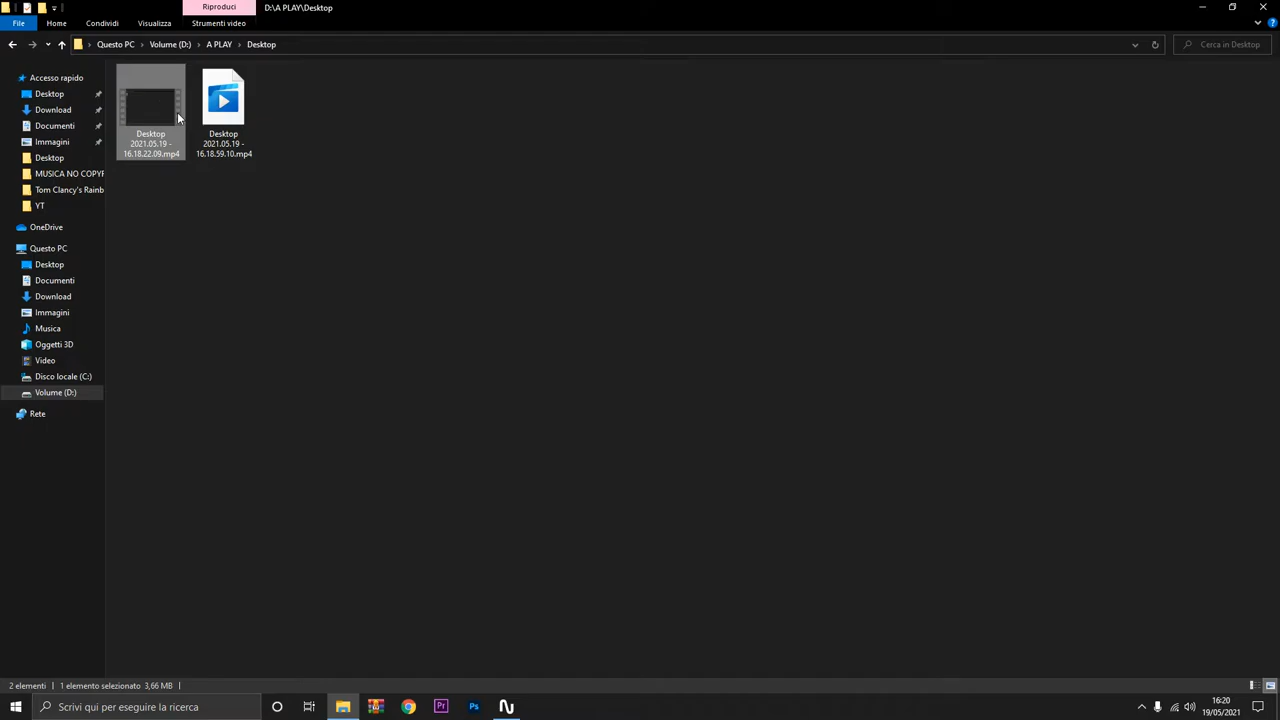 Riproduci
D:\A PLAY\Desktop
File
Home
Condividi
Visualizza
Strumenti video
Questo PC
Volume (D:)
A PLAY
Desktop
Cerca in Desktop
Accesso rapido
Desktop
Download
Documenti
Immagini
Desktop
MUSICA NO COPYR
Tom Clancy's Rainb
YT
OneDrive
Questo PC
Desktop
Documenti
Download
Immagini
Musica
Oggetti 3D
Video
Disco locale (C:)
Volume (D:)
Rete
Desktop
2021.05.19 -
16.18.22.09.mp4
Desktop
2021.05.19 -
16.18.59.10.mp4
2 elementi
1 elemento selezionato 3,66 MB
Scrivi qui per eseguire la ricerca
Pr
Ps
16:20
19/05/2021